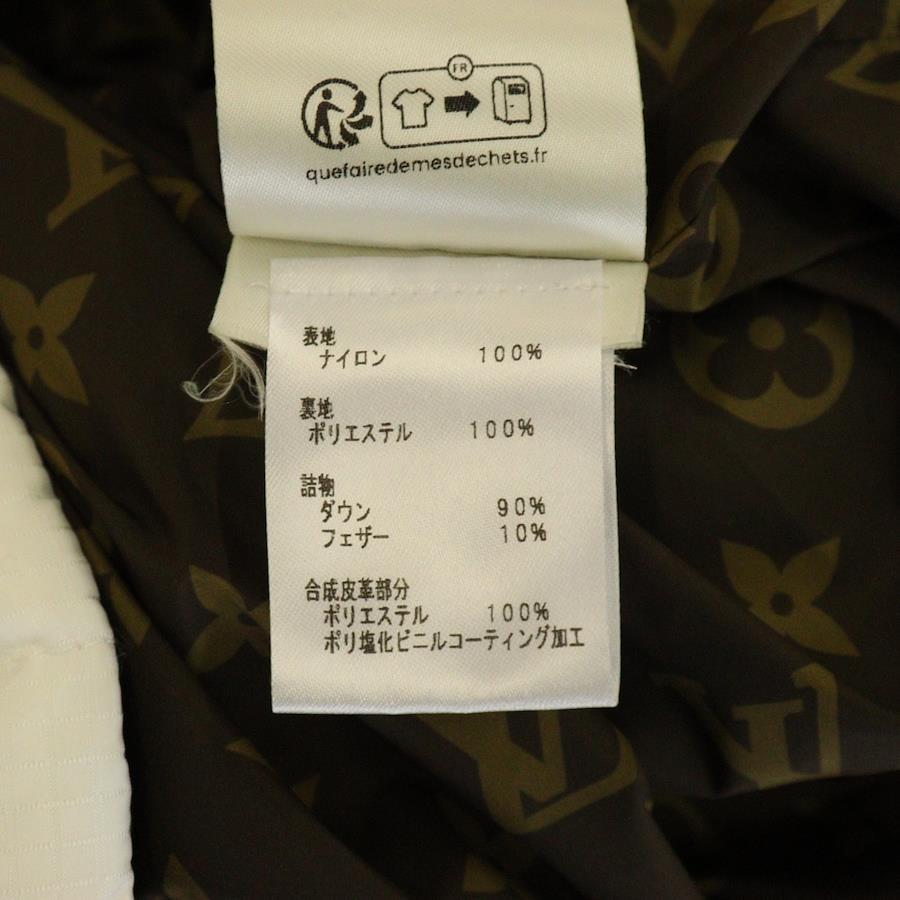 FR
quefairedemesdechets.fr
表地
ナイロン 100%
裏地
ポリエステル 100%
詰物
ダウン 90%
フェザー 10%
合成皮革部分
ポリエステル 100%
ポリ塩化ビニルコーティング加工